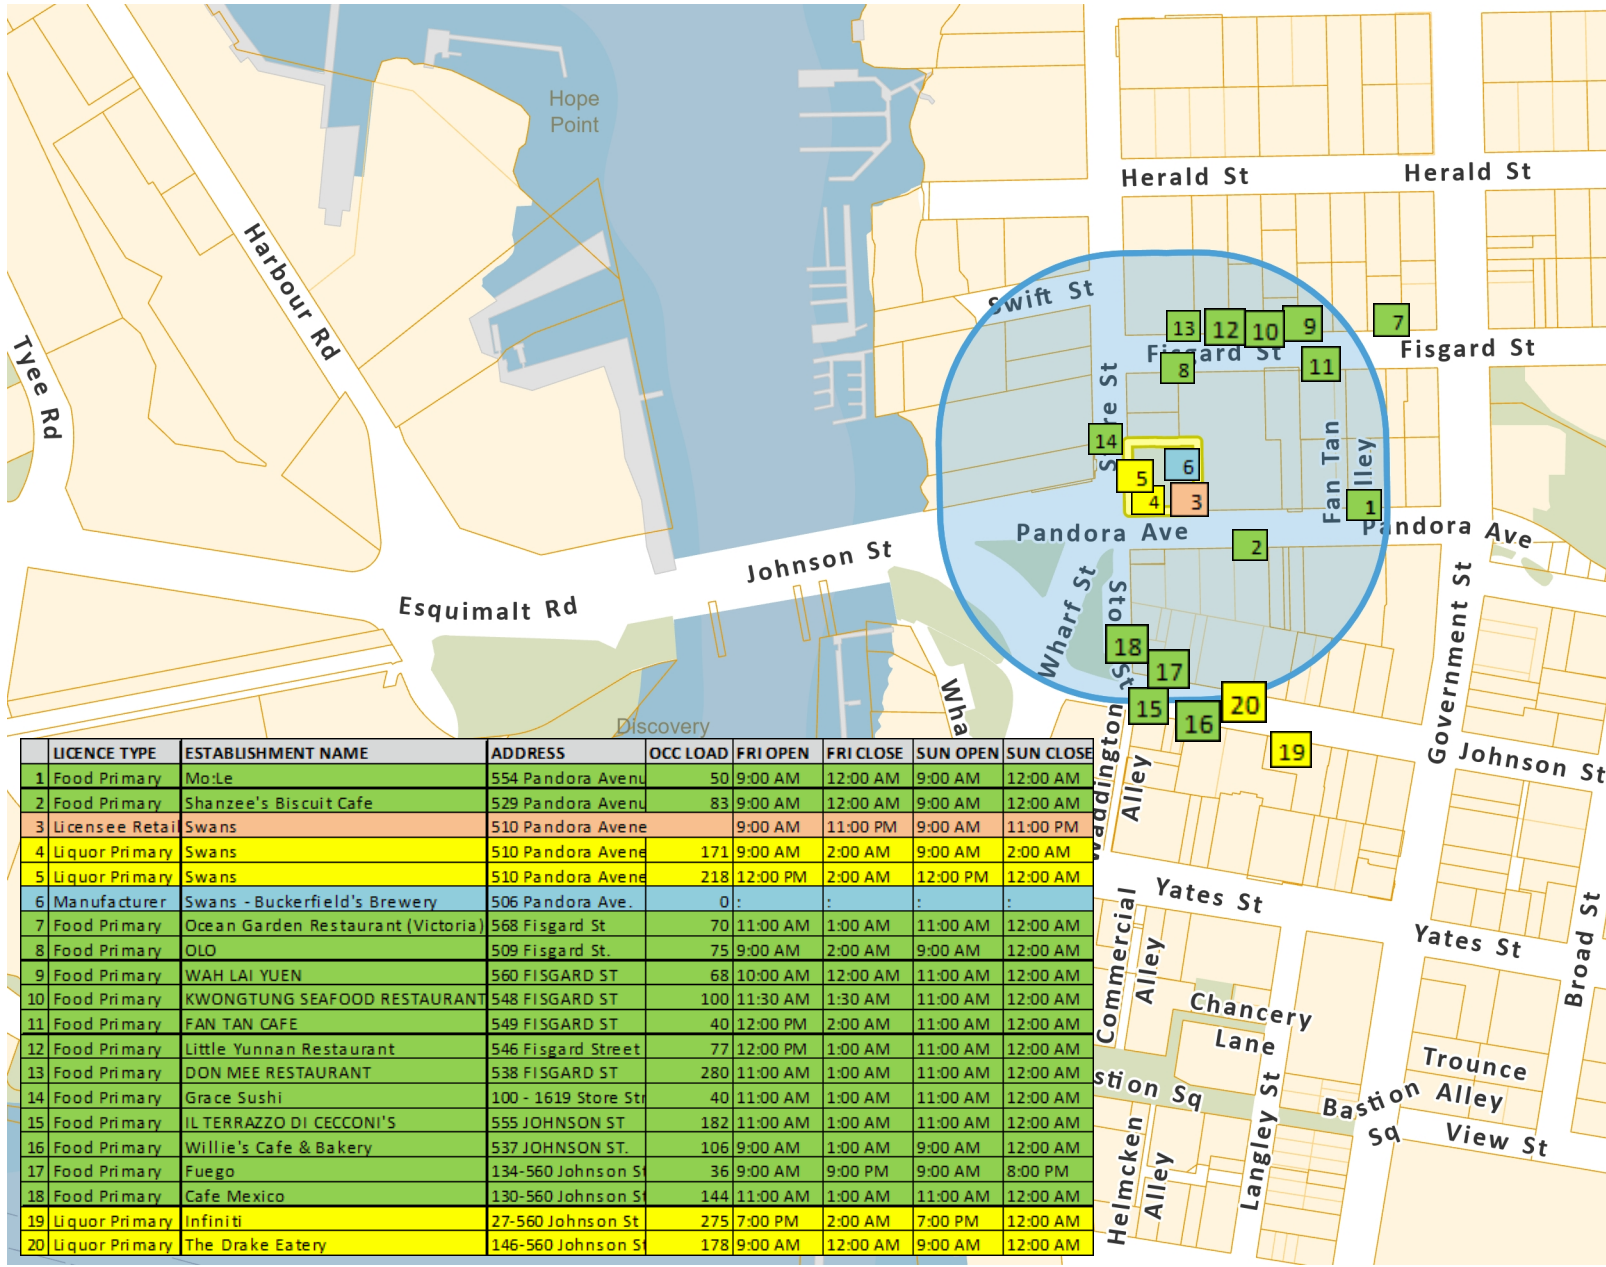 Hope
Point
Herald St
Herald St
Harbour Rd
Swift St
13
12
10
9
7
Fisgard St
Fisgard St
8
11
Tyee Rd
Fan Tan
lley
14
5
6
4
3
1
Pandora Ave
Pandora Ave
2
Johnson St
Esquimalt Rd
Wharf St
Sto
St
Government St
18
17
15
16
20
19
Wha
Discovery
Johnson St
Waddington
Alley
LICENCE TYPE ESTABLISHMENT NAME ADDRESS OCC LOAD FRI OPEN FRI CLOSE SUN OPEN SUN CLOSE
1 Food Primary Mo:Le 554 Pandora Avenu 50 9:00 AM 12:00 AM 9:00 AM 12:00 AM
2 Food Primary Shanzee's Biscuit Cafe 529 Pandora Avenu 83 9:00 AM 12:00 AM 9:00 AM 12:00 AM
3 Licensee Retail Swans 510 Pandora Avene 9:00 AM 11:00 PM 9:00 AM 11:00 PM
4 Liquor Primary Swans 510 Pandora Avene 171 9:00 AM 2:00 AM 9:00 AM 2:00 AM
5 Liquor Primary Swans 510 Pandora Avene 218 12:00 PM 2:00 AM 12:00 PM 12:00 AM
6 Manufacturer Swans - Buckerfield's Brewery 506 Pandora Ave. 0 : : : :
7 Food Primary Ocean Garden Restaurant (Victoria) 568 Fisgard St 70 11:00 AM 1:00 AM 11:00 AM 12:00 AM
8 Food Primary OLO 509 Fisgard St. 75 9:00 AM 2:00 AM 9:00 AM 12:00 AM
9 Food Primary WAH LAI YUEN 560 FISGARD ST 68 10:00 AM 12:00 AM 11:00 AM 12:00 AM
10 Food Primary KWONGTUNG SEAFOOD RESTAURANT 548 FISGARD ST 100 11:30 AM 1:30 AM 11:00 AM 12:00 AM
11 Food Primary FAN TAN CAFE 549 FISGARD ST 40 12:00 PM 2:00 AM 11:00 AM 12:00 AM
12 Food Primary Little Yunnan Restaurant 546 Fisgard Street 77 12:00 PM 1:00 AM 11:00 AM 12:00 AM
13 Food Primary DON MEE RESTAURANT 538 FISGARD ST 280 11:00 AM 1:00 AM 11:00 AM 12:00 AM
14 Food Primary Grace Sushi 100 - 1619 Store Str 40 11:00 AM 1:00 AM 11:00 AM 12:00 AM
15 Food Primary IL TERRAZZO DI CECCONI'S 555 JOHNSON ST 182 11:00 AM 1:00 AM 11:00 AM 12:00 AM
16 Food Primary Willie's Cafe & Bakery 537 JOHNSON ST. 106 9:00 AM 1:00 AM 9:00 AM 12:00 AM
17 Food Primary Fuego 134-560 Johnson St 36 9:00 AM 9:00 PM 9:00 AM 8:00 PM
18 Food Primary Cafe Mexico 130-560 Johnson St 144 11:00 AM 1:00 AM 11:00 AM 12:00 AM
19 Liquor Primary Infiniti 27-560 Johnson St 275 7:00 PM 2:00 AM 7:00 PM 12:00 AM
20 Liquor Primary The Drake Eatery 146-560 Johnson St 178 9:00 AM 12:00 AM 9:00 AM 12:00 AM
Yates St
Yates St
Broad St
Commercial
Alley
Chancery
Lane
Trounce
Alley
stion Sq
Bastion
Sq
View St
Langley St
Helmcken
Alley